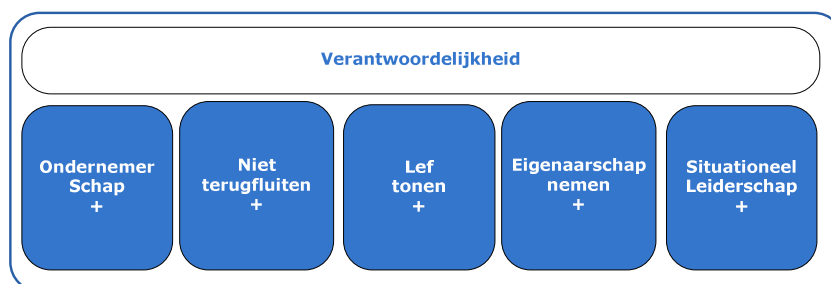 Verantwoordelijkheid
Ondernemer
Schap
+
Niet
terugfluiten
+
Lef
tonen
+
Eigenaarschap
nemen
+
Situationeel
Leiderschap
+